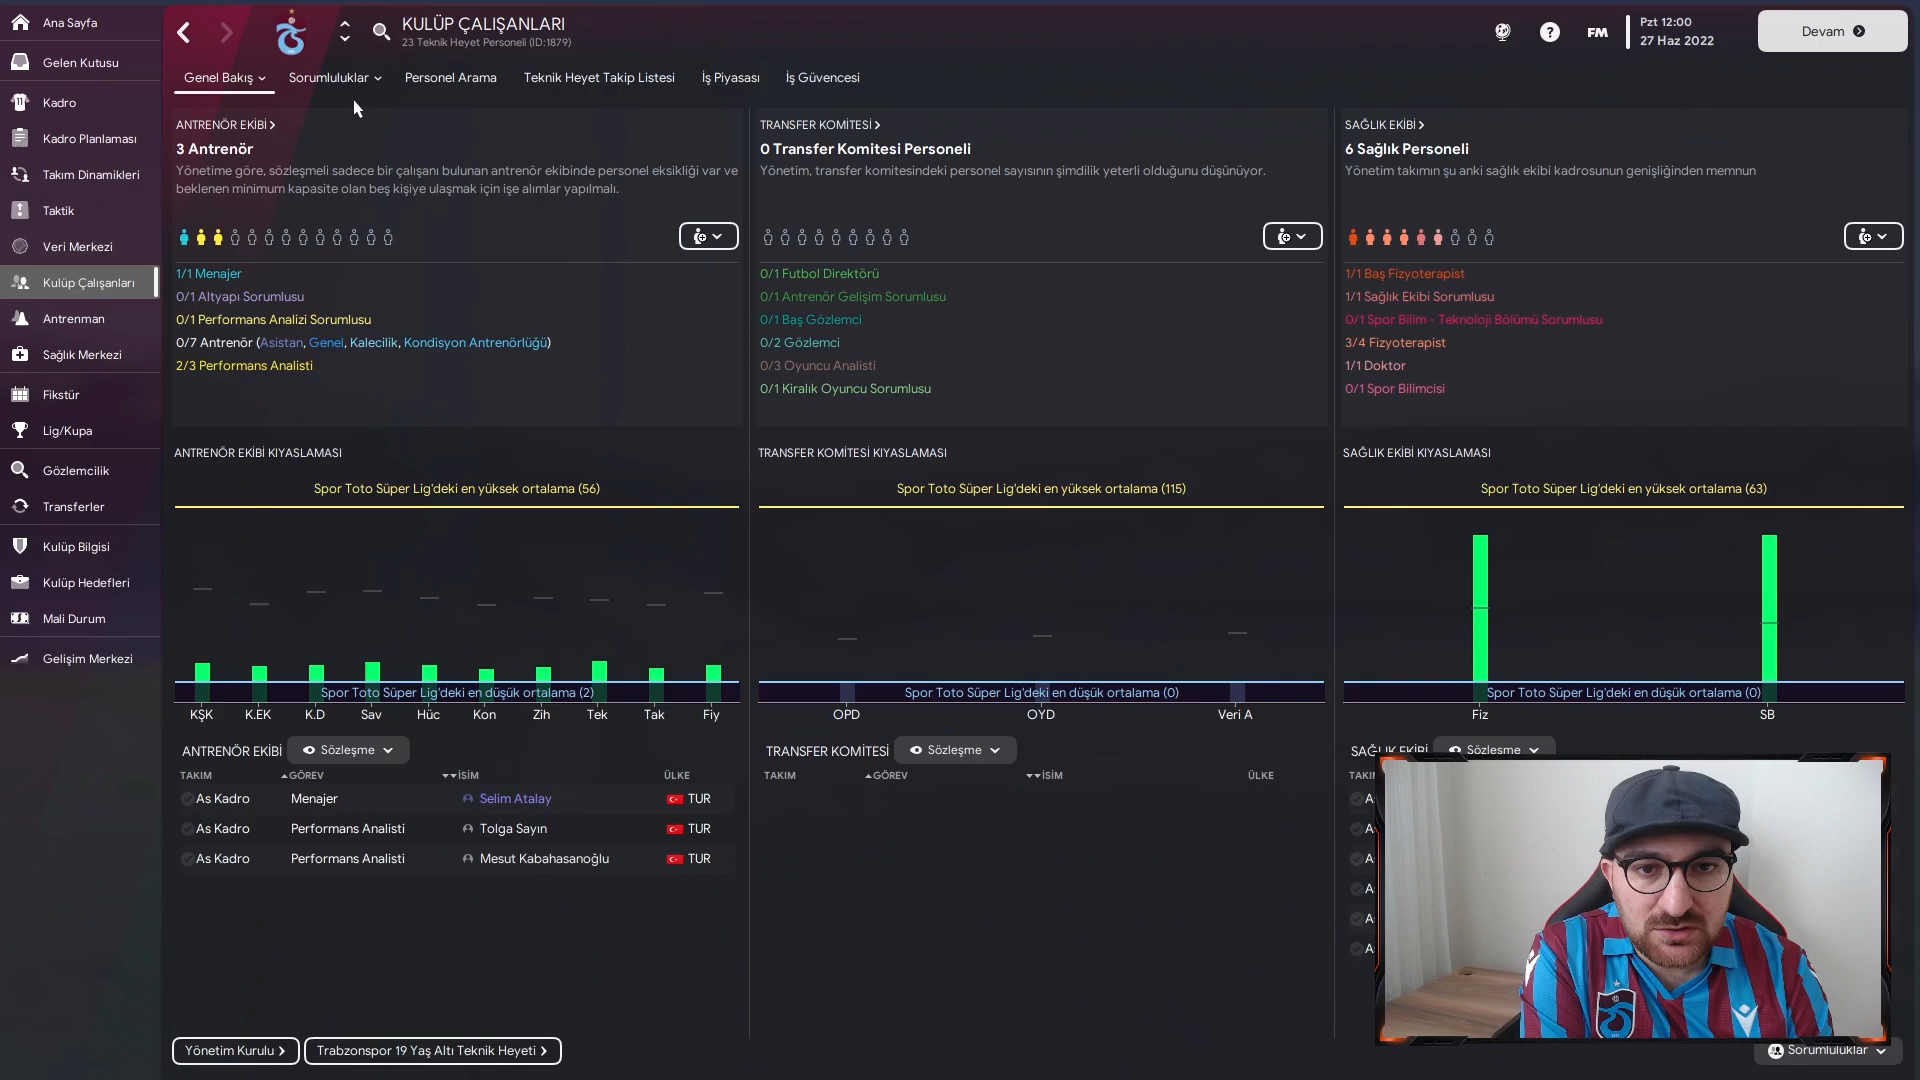 Ana Sayfa
Gelen Kutusu
Kadro
Kadro Planlaması
Takım Dinamikleri
Taktik
Veri Merkezi
Kulüp Çalışanları
Antrenman
Sağlık Merkezi
Fikstür
Lig/Kupa
Gözlemcilik
Transferler
Kulüp Bilgisi
Kulüp Hedefleri
Mali Durum
Gelişim Merkezi
KULÜP ÇALIŞANLARI
23 Teknik Heyet Personeli (ID:1879)
FM
Pzt 12:00
27 Haz 2022
Devam
Genel Bakış
Sorumluluklar
Personel Arama
Teknik Heyet Takip Listesi
İş Piyasası
İş Güvencesi
ANTRENÖR EKİBİ
3 Antrenör
Yönetime göre, sözleşmeli sadece bir çalışanı bulunan antrenör ekibinde personel eksikliği var ve
beklenen minimum kapasite olan beş kişiye ulaşmak için işe alımlar yapılmalı.
1/1 Menajer
0/1 Altyapı Sorumlusu
0/1 Performans Analizi Sorumlusu
0/7 Antrenör (Asistan, Genel, Kalecilik, Kondisyon Antrenörlüğü)
2/3 Performans Analisti
TRANSFER KOMİTESİ
0 Transfer Komitesi Personeli
Yönetim, transfer komitesindeki personel sayısının şimdilik yeterli olduğunu düşünüyor.
0/1 Futbol Direktörü
0/1 Antrenör Gelişim Sorumlusu
0/1 Baş Gözlemci
0/2 Gözlemci
0/3 Oyuncu Analisti
0/1 Kiralık Oyuncu Sorumlusu
SAĞLIK EKİBİ
6 Sağlık Personeli
Yönetim takımın şu anki sağlık ekibi kadrosunun genişliğinden memnun
1/1 Baş Fizyoterapist
1/1 Sağlık Ekibi Sorumlusu
0/1 Spor Bilim - Teknoloji Bölümü Sorumlusu
3/4 Fizyoterapist
1/1 Doktor
0/1 Spor Bilimcisi
ANTRENÖR EKİBİ KIYASLAMASI
Spor Toto Süper Lig'deki en yüksek ortalama (56)
Spor Toto Süper Lig'deki en düşük ortalama (2)
KŞK K.EK K.D Sav Hüc Kon Zih Tek Tak Fiy
TRANSFER KOMİTESİ KIYASLAMASI
Spor Toto Süper Lig'deki en yüksek ortalama (115)
Spor Toto Süper Lig'deki en düşük ortalama (0)
OPD OYD Veri A
SAĞLIK EKİBİ KIYASLAMASI
Spor Toto Süper Lig'deki en yüksek ortalama (63)
Spor Toto Süper Lig'deki en düşük ortalama (0)
Fiz SB
ANTRENÖR EKİBİ Sözleşme
TAKIM GÖREV İSİM ÜLKE
As Kadro Menajer Selim Atalay TUR
As Kadro Performans Analisti Tolga Sayın TUR
As Kadro Performans Analisti Mesut Kabahasanoğlu TUR
TRANSFER KOMİTESİ Sözleşme
TAKIM GÖREV İSİM ÜLKE
SAĞLIK EKİBİ Sözleşme
Yönetim Kurulu
Trabzonspor 19 Yaş Altı Teknik Heyeti
Sorumluluklar